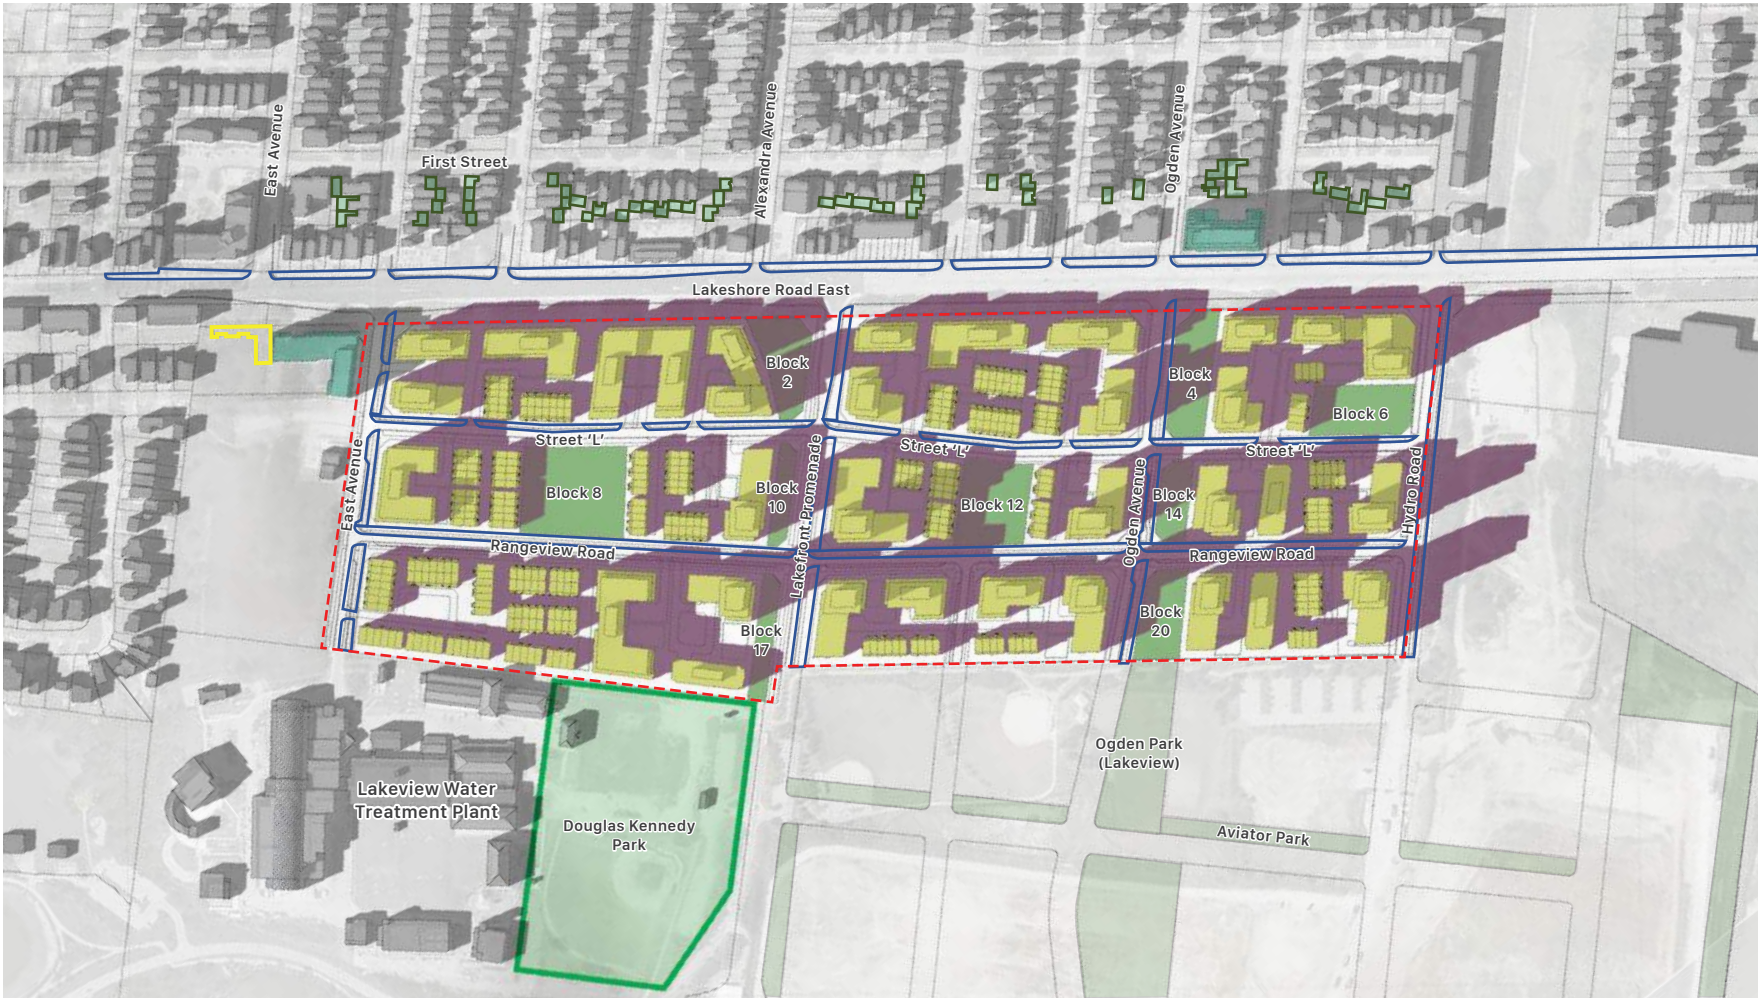 East Avenue
First Street
Alexandra Avenue
Ogden Avenue
Lakeshore Road East
Block
2
Block
4
Block 6
Street ‘L’
Street ‘L’
Street ‘L’
East Avenue
Block 8
Block
10
Lakefront Promenade
Block 12
Ogden Avenue
Block
14
Hydro Road
Rangeview Road
Rangeview Road
Block
17
Block
20
Ogden Park
(Lakeview)
Lakeview Water
Treatment Plant
Douglas Kennedy
Park
Aviator Park